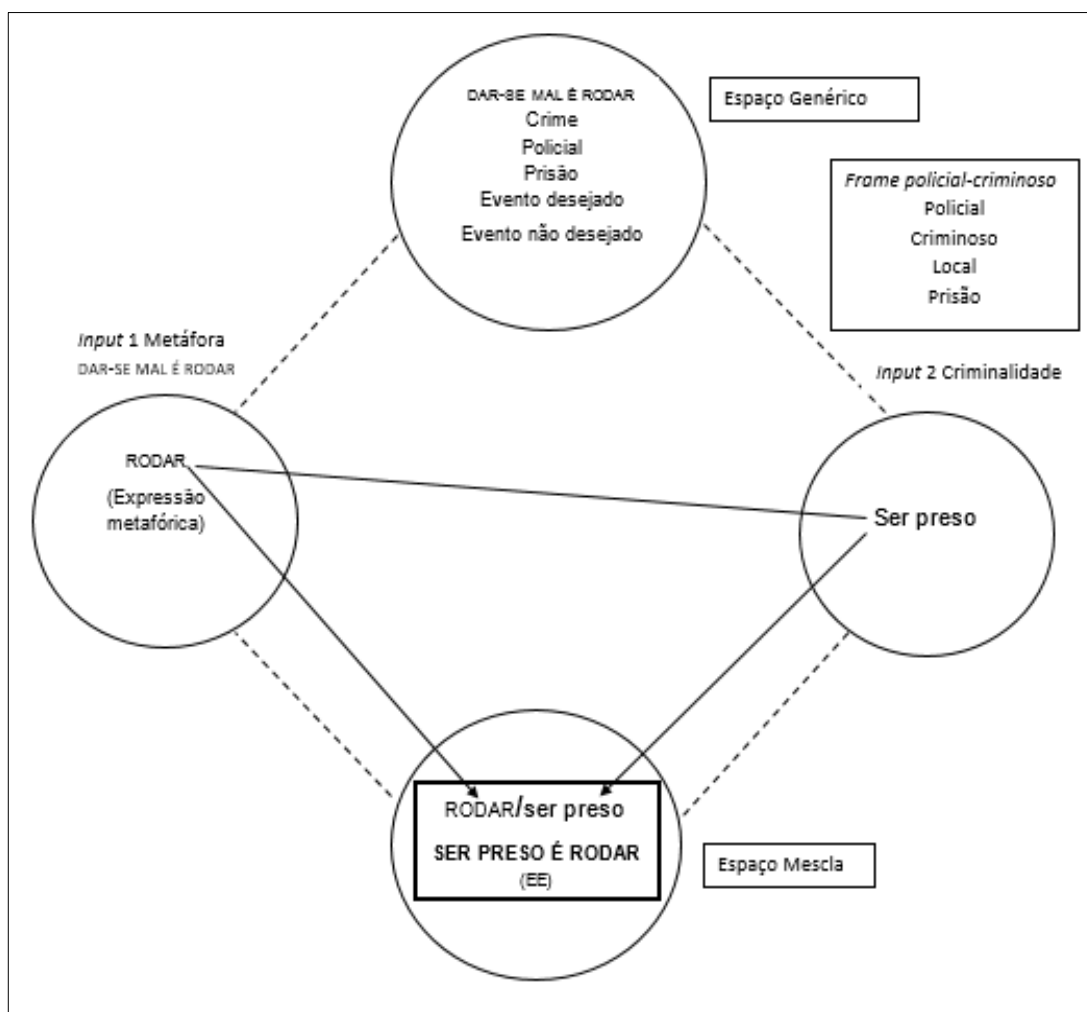 DAR-SE MAL É RODAR
Crime
Policial
Prisão
Evento desejado
Evento não desejado
Espaço Genérico
Frame policial-criminoso
Policial
Criminoso
Local
Prisão
Input 1 Metáfora
DAR-SE MAL É RODAR
Input 2 Criminalidade
RODAR
(Expressão
metafórica)
Ser preso
RODAR/ser preso
SER PRESO É RODAR
(EE)
Espaço Mescla